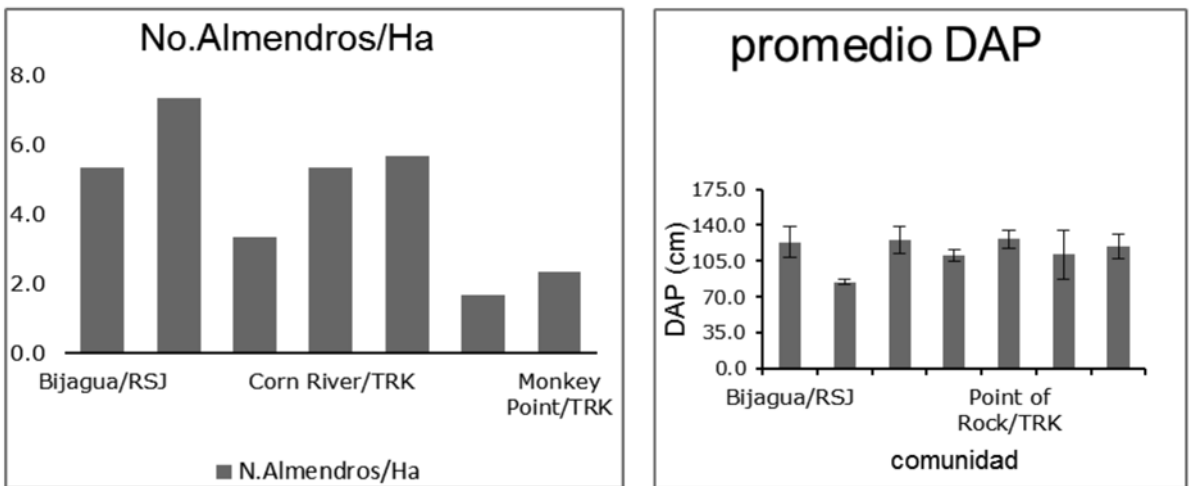 No.Almendros/Ha
8.0
6.0
4.0
2.0
0.0
Bijagua/RSJ
Corn River/TRK
Monkey
Point/TRK
N.Almendros/Ha
promedio DAP
DAP (cm)
175.0
140.0
105.0
70.0
35.0
0.0
Bijagua/RSJ
Point of
Rock/TRK
comunidad